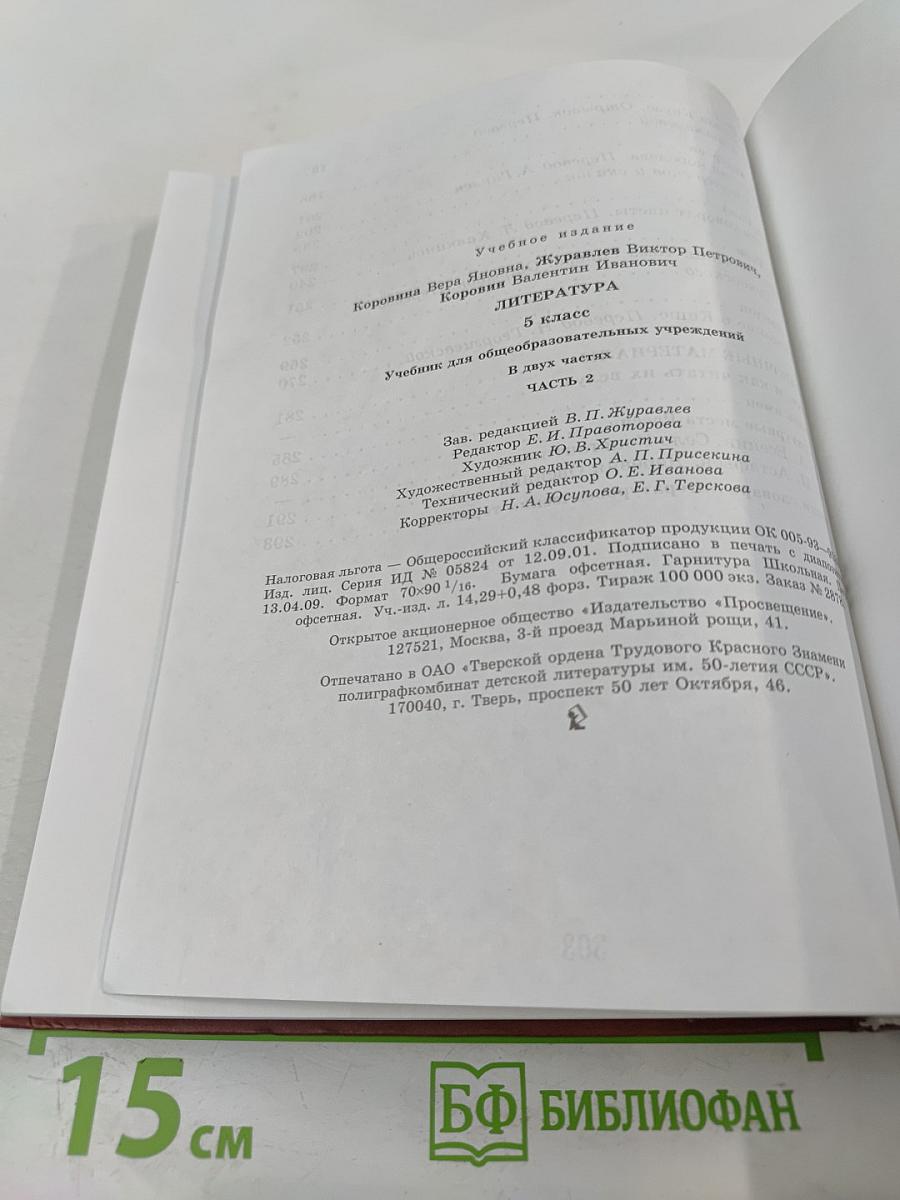 Учебное издание
Коровина Вера Яновна, Журавлев Виктор Петрович,
Коровин Валентин Иванович
ЛИТЕРАТУРА
5 класс
Учебник для общеобразовательных учреждений
В двух частях
ЧАСТЬ 2
Зав. редакцией В. П. Журавлев
Редактор Е. И. Правоторова
Художник Ю. В. Христич
Художественный редактор А. П. Присекина
Технический редактор О. Е. Иванова
Корректоры Н. А. Юсупова, Е. Г. Терскова
Налоговая льгота — Общероссийский классификатор продукции ОК 005-93—
Изд. лиц. Серия ИД № 05824 от 12.09.01. Подписано в печать с
13.04.09. Формат 70×90 1/16. Бумага офсетная. Гарнитура Школьная.
офсетная. Уч.-изд. л. 14,29+0,48 форз. Тираж 100 000 экз. Заказ № 2878
Открытое акционерное общество «Издательство «Просвещение».
127521, Москва, 3-й проезд Марьиной рощи, 41.
Отпечатано в ОАО «Тверской ордена Трудового Красного Знамени
полиграфкомбинат детской литературы им. 50-летия СССР».
170040, г. Тверь, проспект 50 лет Октября, 46.
15 см
БФ БИБЛИОФАН